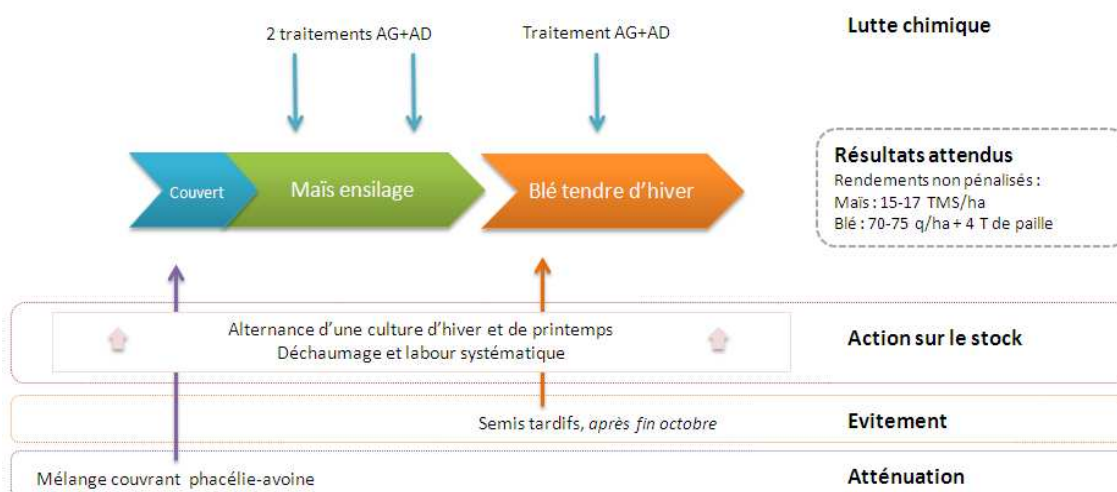 2 traitements AG+AD
Traitement AG+AD
Lutte chimique
Couvert
Maïs ensilage
Blé tendre d'hiver
Résultats attendus
Rendements non pénalisés :
Maïs : 15-17 TMS/ha
Blé : 70-75 q/ha + 4 T de paille
Alternance d'une culture d'hiver et de printemps
Déchaumage et labour systématique
Action sur le stock
Semis tardifs, après fin octobre
Evitement
Mélange couvrant phacélie-avoine
Atténuation